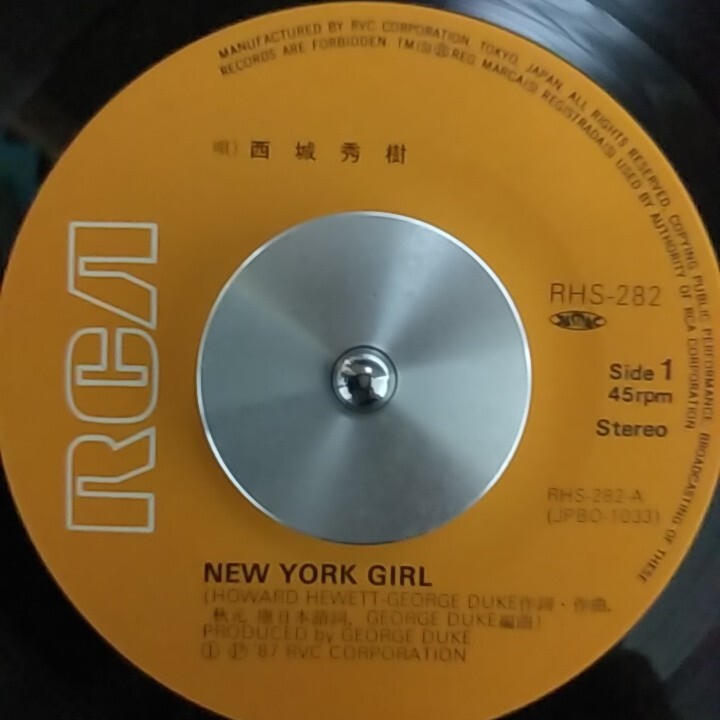 MANUFACTURED BY RVC CORPORATION, TOKYO, JAPAN. ALL RIGHTS RESERVED. COPYING PUBLIC PERFORMANCE, BROADCASTING OF THESE
RECORDS ARE FORBIDDEN. TM(S)®REG MARCA(S) REGISTRADA(S) USED BY AUTHORITY OF RCA CORPORATION
唄) 西城秀樹
RCA
RHS-282
Side 1
45rpm
Stereo
RHS-282-A
(JPBO-1033)
NEW YORK GIRL
(HOWARD HEWETT-GEORGE DUKE作詞・作曲,
秋元 康日本語詞, GEORGE DUKE編曲)
PRODUCED by GEORGE DUKE
Ⓛ Ⓟ '87 RVC CORPORATION